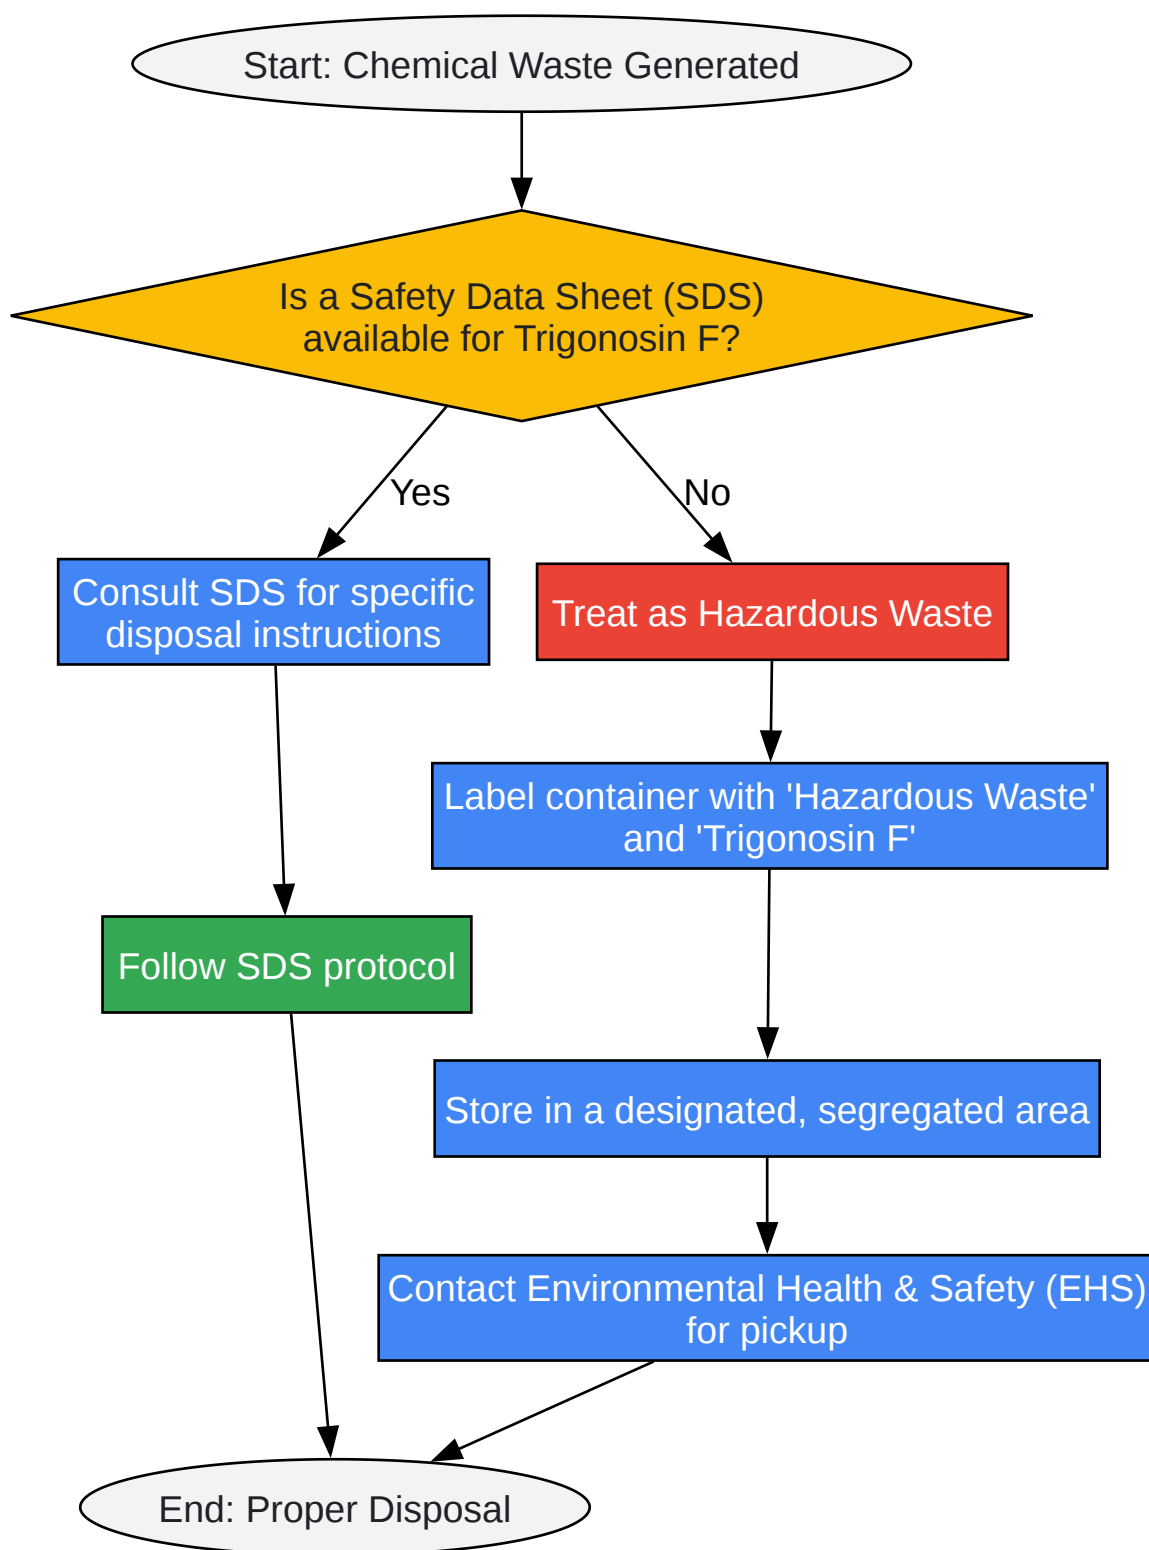 Start: Chemical Waste Generated
Is a Safety Data Sheet (SDS)
available for Trigonosin F?
Yes
No
Consult SDS for specific
disposal instructions
Treat as Hazardous Waste
Label container with 'Hazardous Waste'
and 'Trigonosin F'
Follow SDS protocol
Store in a designated, segregated area
Contact Environmental Health & Safety (EHS)
for pickup
End: Proper Disposal